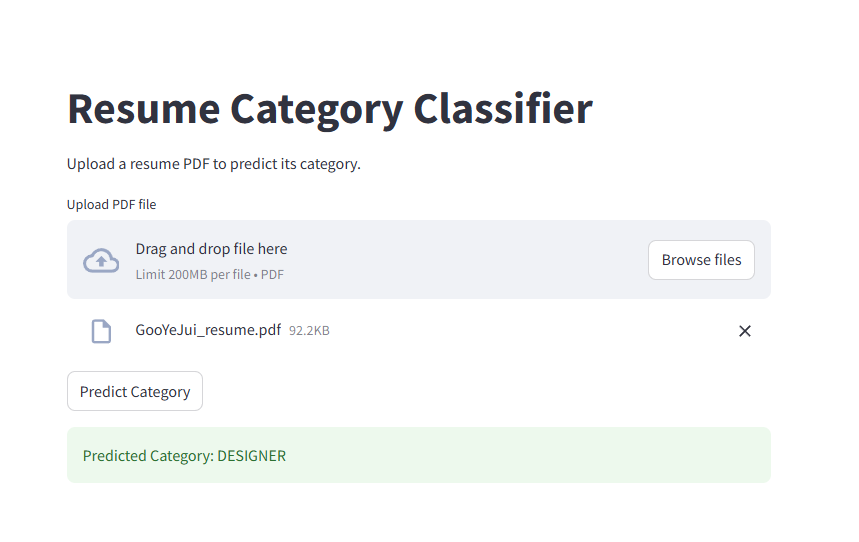 Resume Category Classifier
Upload a resume PDF to predict its category.
Upload PDF file
Drag and drop file here
Limit 200MB per file • PDF
Browse files
GooYeJui_resume.pdf 92.2KB
Predict Category
Predicted Category: DESIGNER